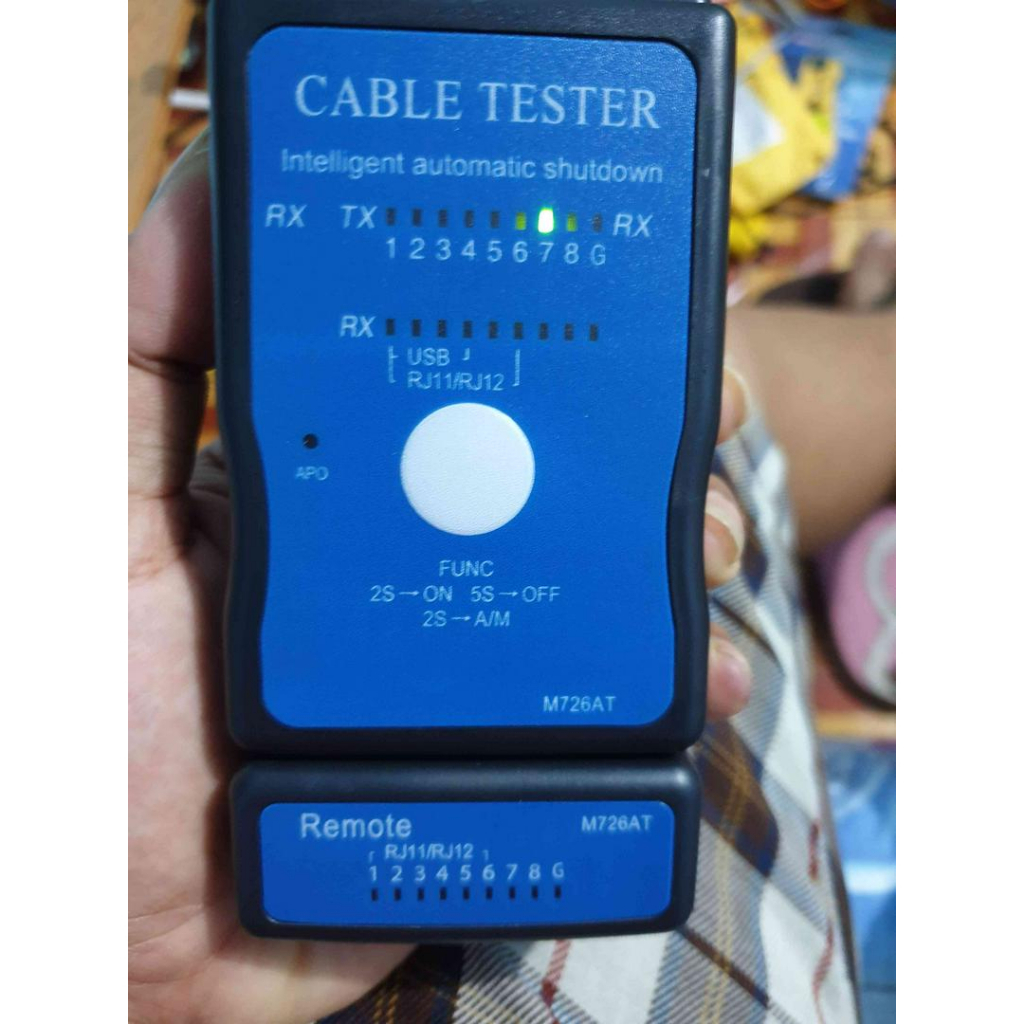 CABLE TESTER
Intelligent automatic shutdown
RX TX RX
1 2 3 4 5 6 7 8 G
RX
USB
RJ11/RJ12
APO
FUNC
2S→ON 5S→OFF
2S→A/M
M726AT
Remote M726AT
RJ11/RJ12
1 2 3 4 5 6 7 8 G